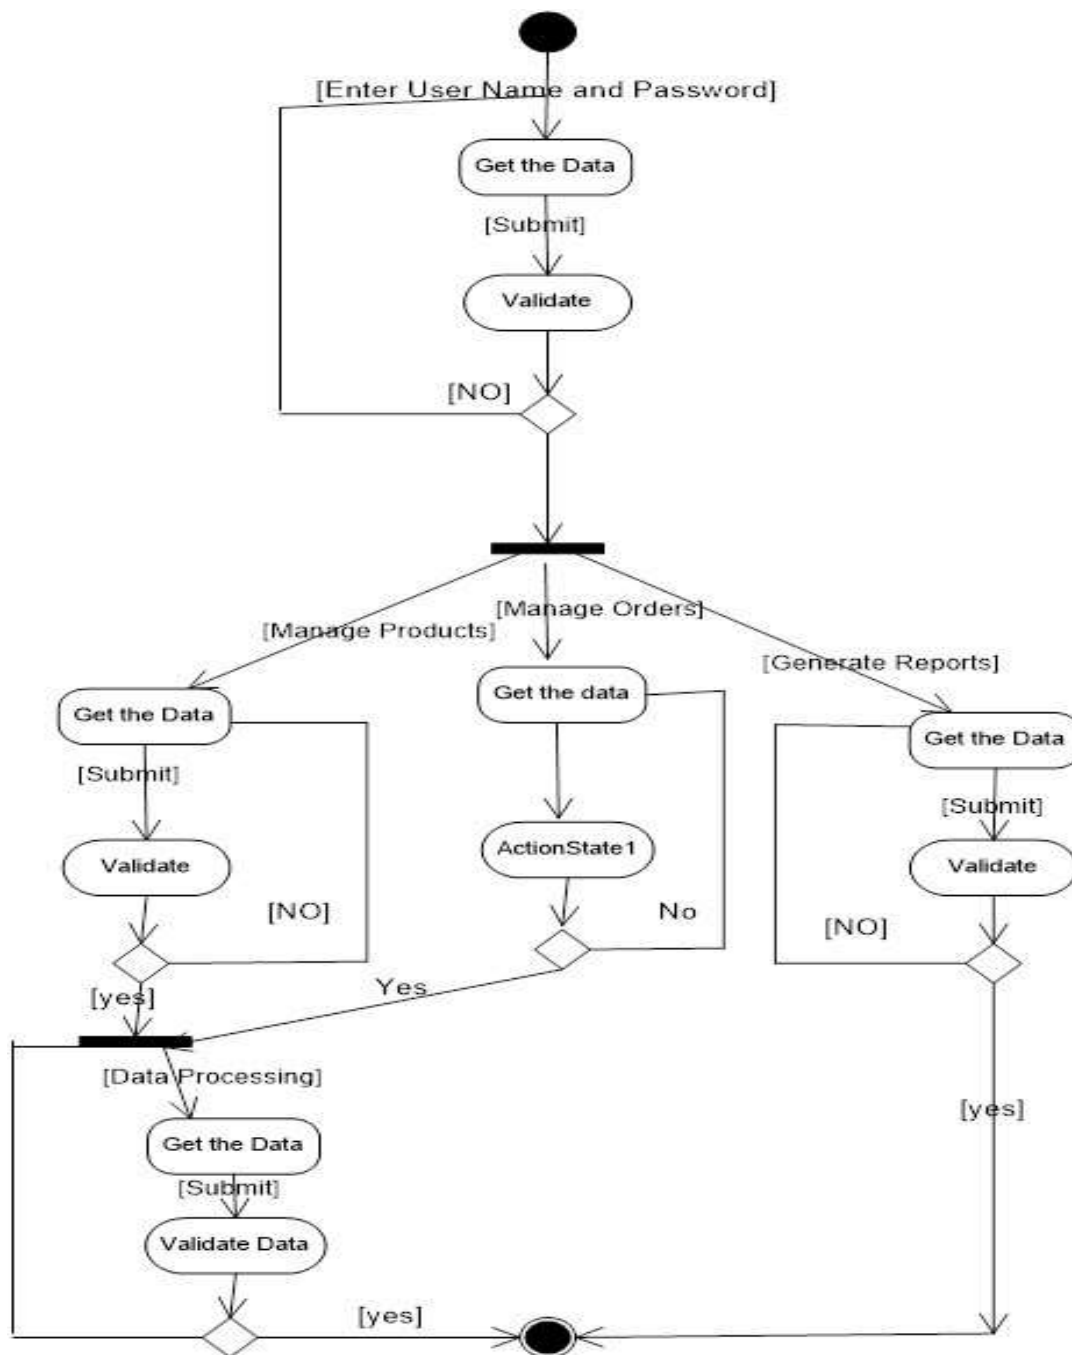 [Enter User Name and Password]
Get the Data
[Submit]
Validate
[NO]
[Manage Products]
[Manage Orders]
[Generate Reports]
Get the Data
Get the data
Get the Data
[Submit]
[Submit]
Validate
ActionState1
Validate
[NO]
No
[NO]
[yes]
Yes
[Data Processing]
[yes]
Get the Data
[Submit]
Validate Data
[yes]